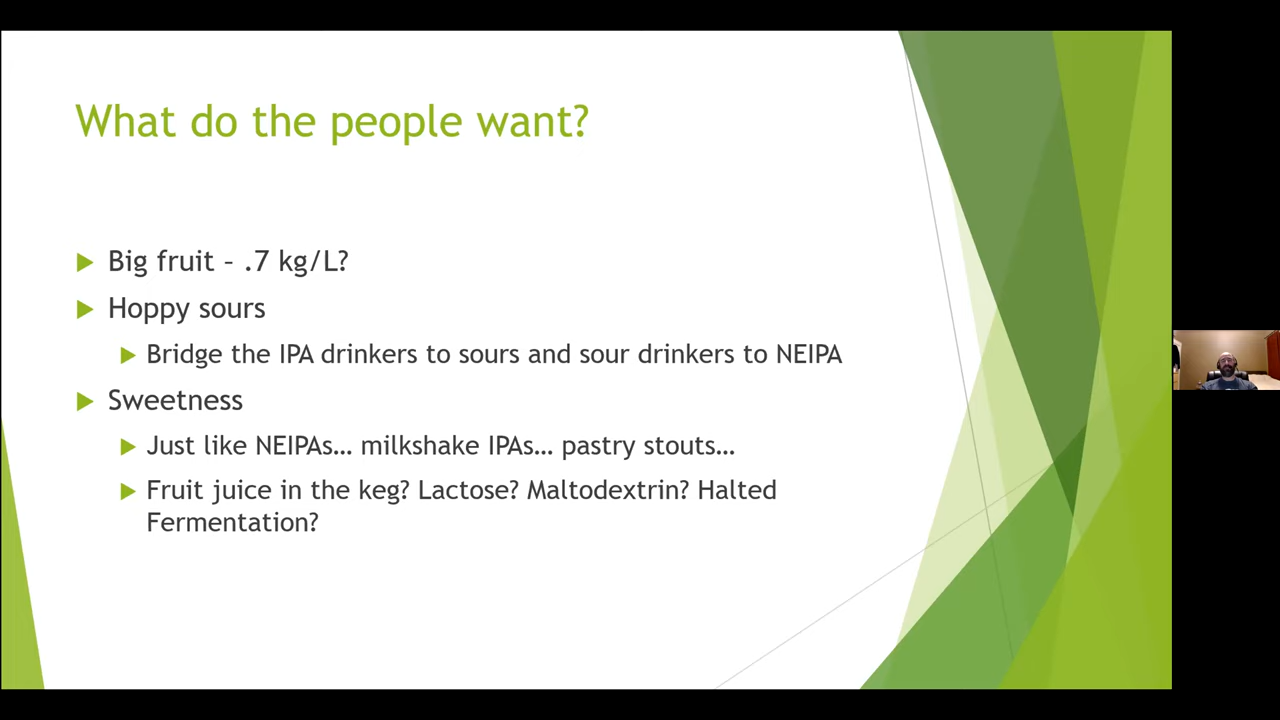 What do the people want?
Big fruit – .7 kg/L?
Hoppy sours
Bridge the IPA drinkers to sours and sour drinkers to NEIPA
Sweetness
Just like NEIPAs… milkshake IPAs… pastry stouts…
Fruit juice in the keg? Lactose? Maltodextrin? Halted
Fermentation?